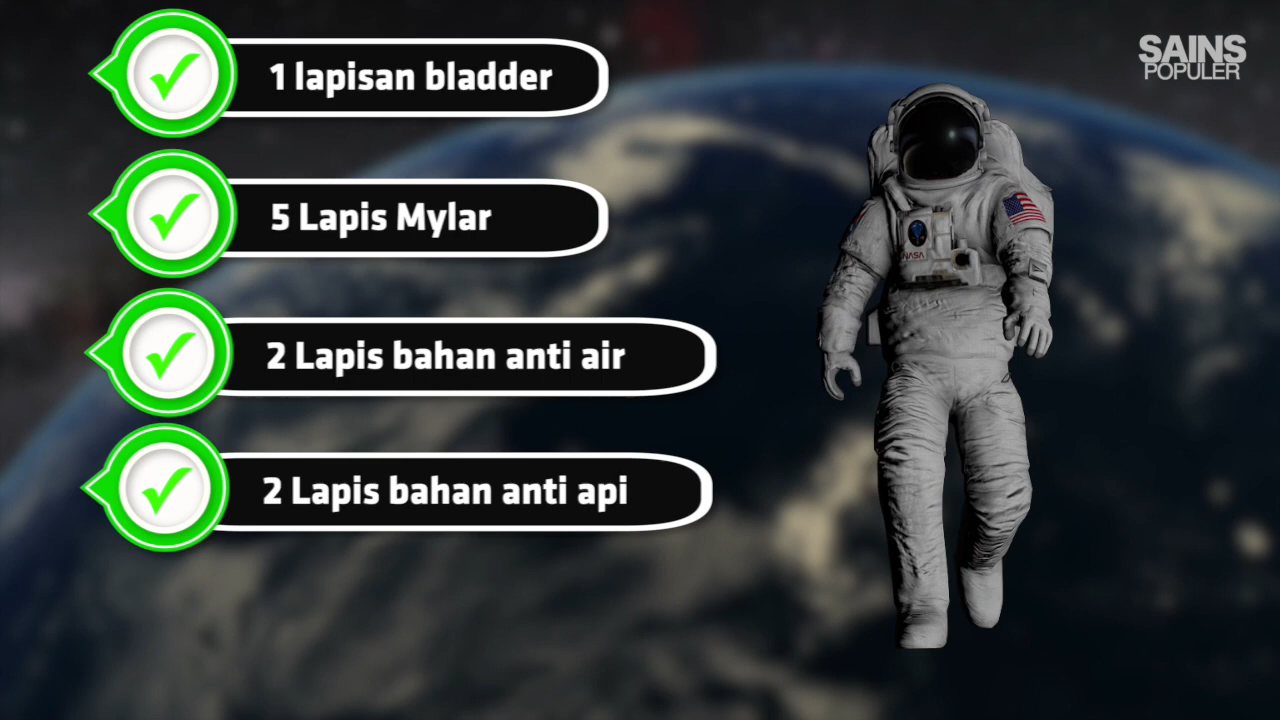 1 lapisan bladder
5 Lapis Mylar
2 Lapis bahan anti air
2 Lapis bahan anti api
SAINS
POPULER
NASA